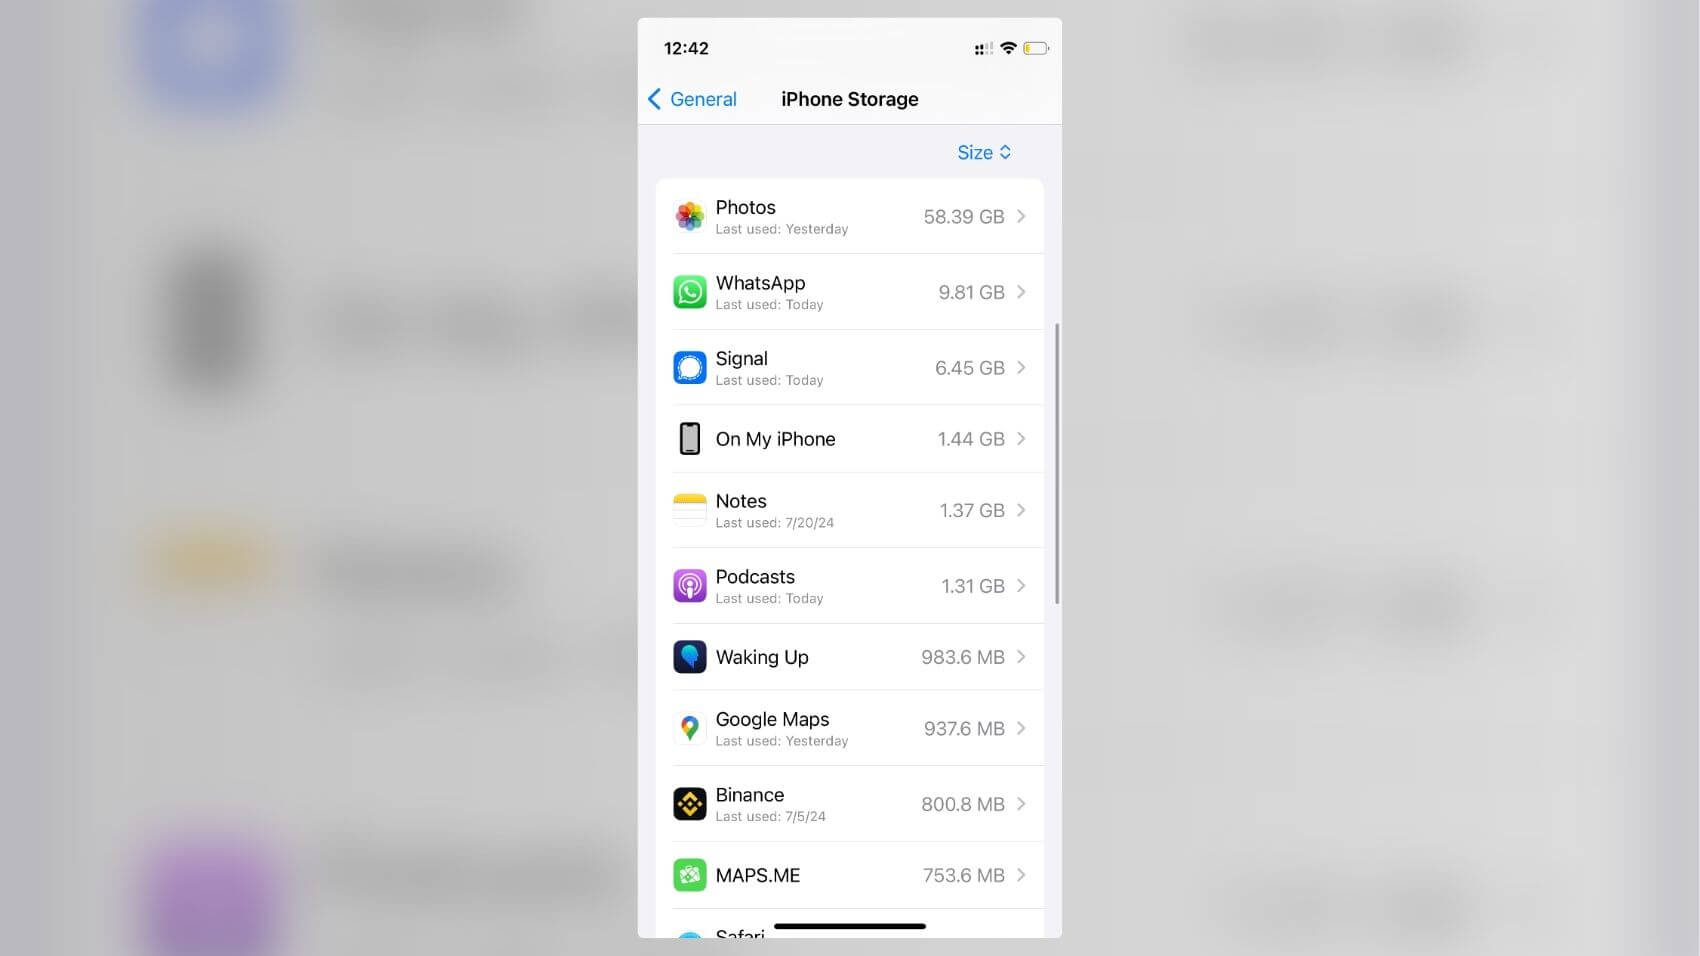 12:42
General
iPhone Storage
Size
Photos
Last used: Yesterday
58.39 GB
WhatsApp
Last used: Today
9.81 GB
Signal
Last used: Today
6.45 GB
On My iPhone
1.44 GB
Notes
Last used: 7/20/24
1.37 GB
Podcasts
Last used: Today
1.31 GB
Waking Up
983.6 MB
Google Maps
Last used: Yesterday
937.6 MB
Binance
Last used: 7/5/24
800.8 MB
MAPS.ME
753.6 MB
Safari